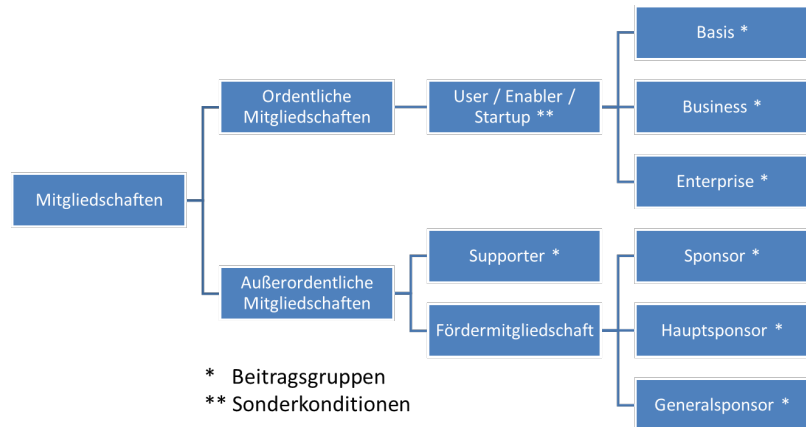 Mitgliedschaften
Ordentliche
Mitgliedschaften
User / Enabler /
Startup **
Basis *
Business *
Enterprise *
Außerordentliche
Mitgliedschaften
Supporter *
Fördermitgliedschaft
Sponsor *
Hauptsponsor *
Generalsponsor *
* Beitragsgruppen
** Sonderkonditionen